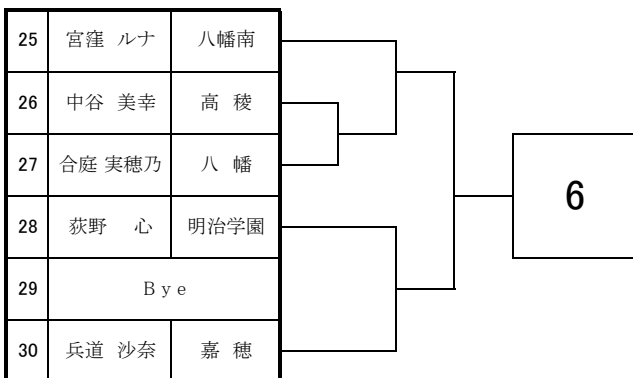 25 宮窪 ルナ 八幡南
26 中谷 美幸 高 稜
27 合庭 実穂乃 八 幡
28 荻野 心 明治学園
29 Bye
30 兵道 沙奈 嘉 穂
6